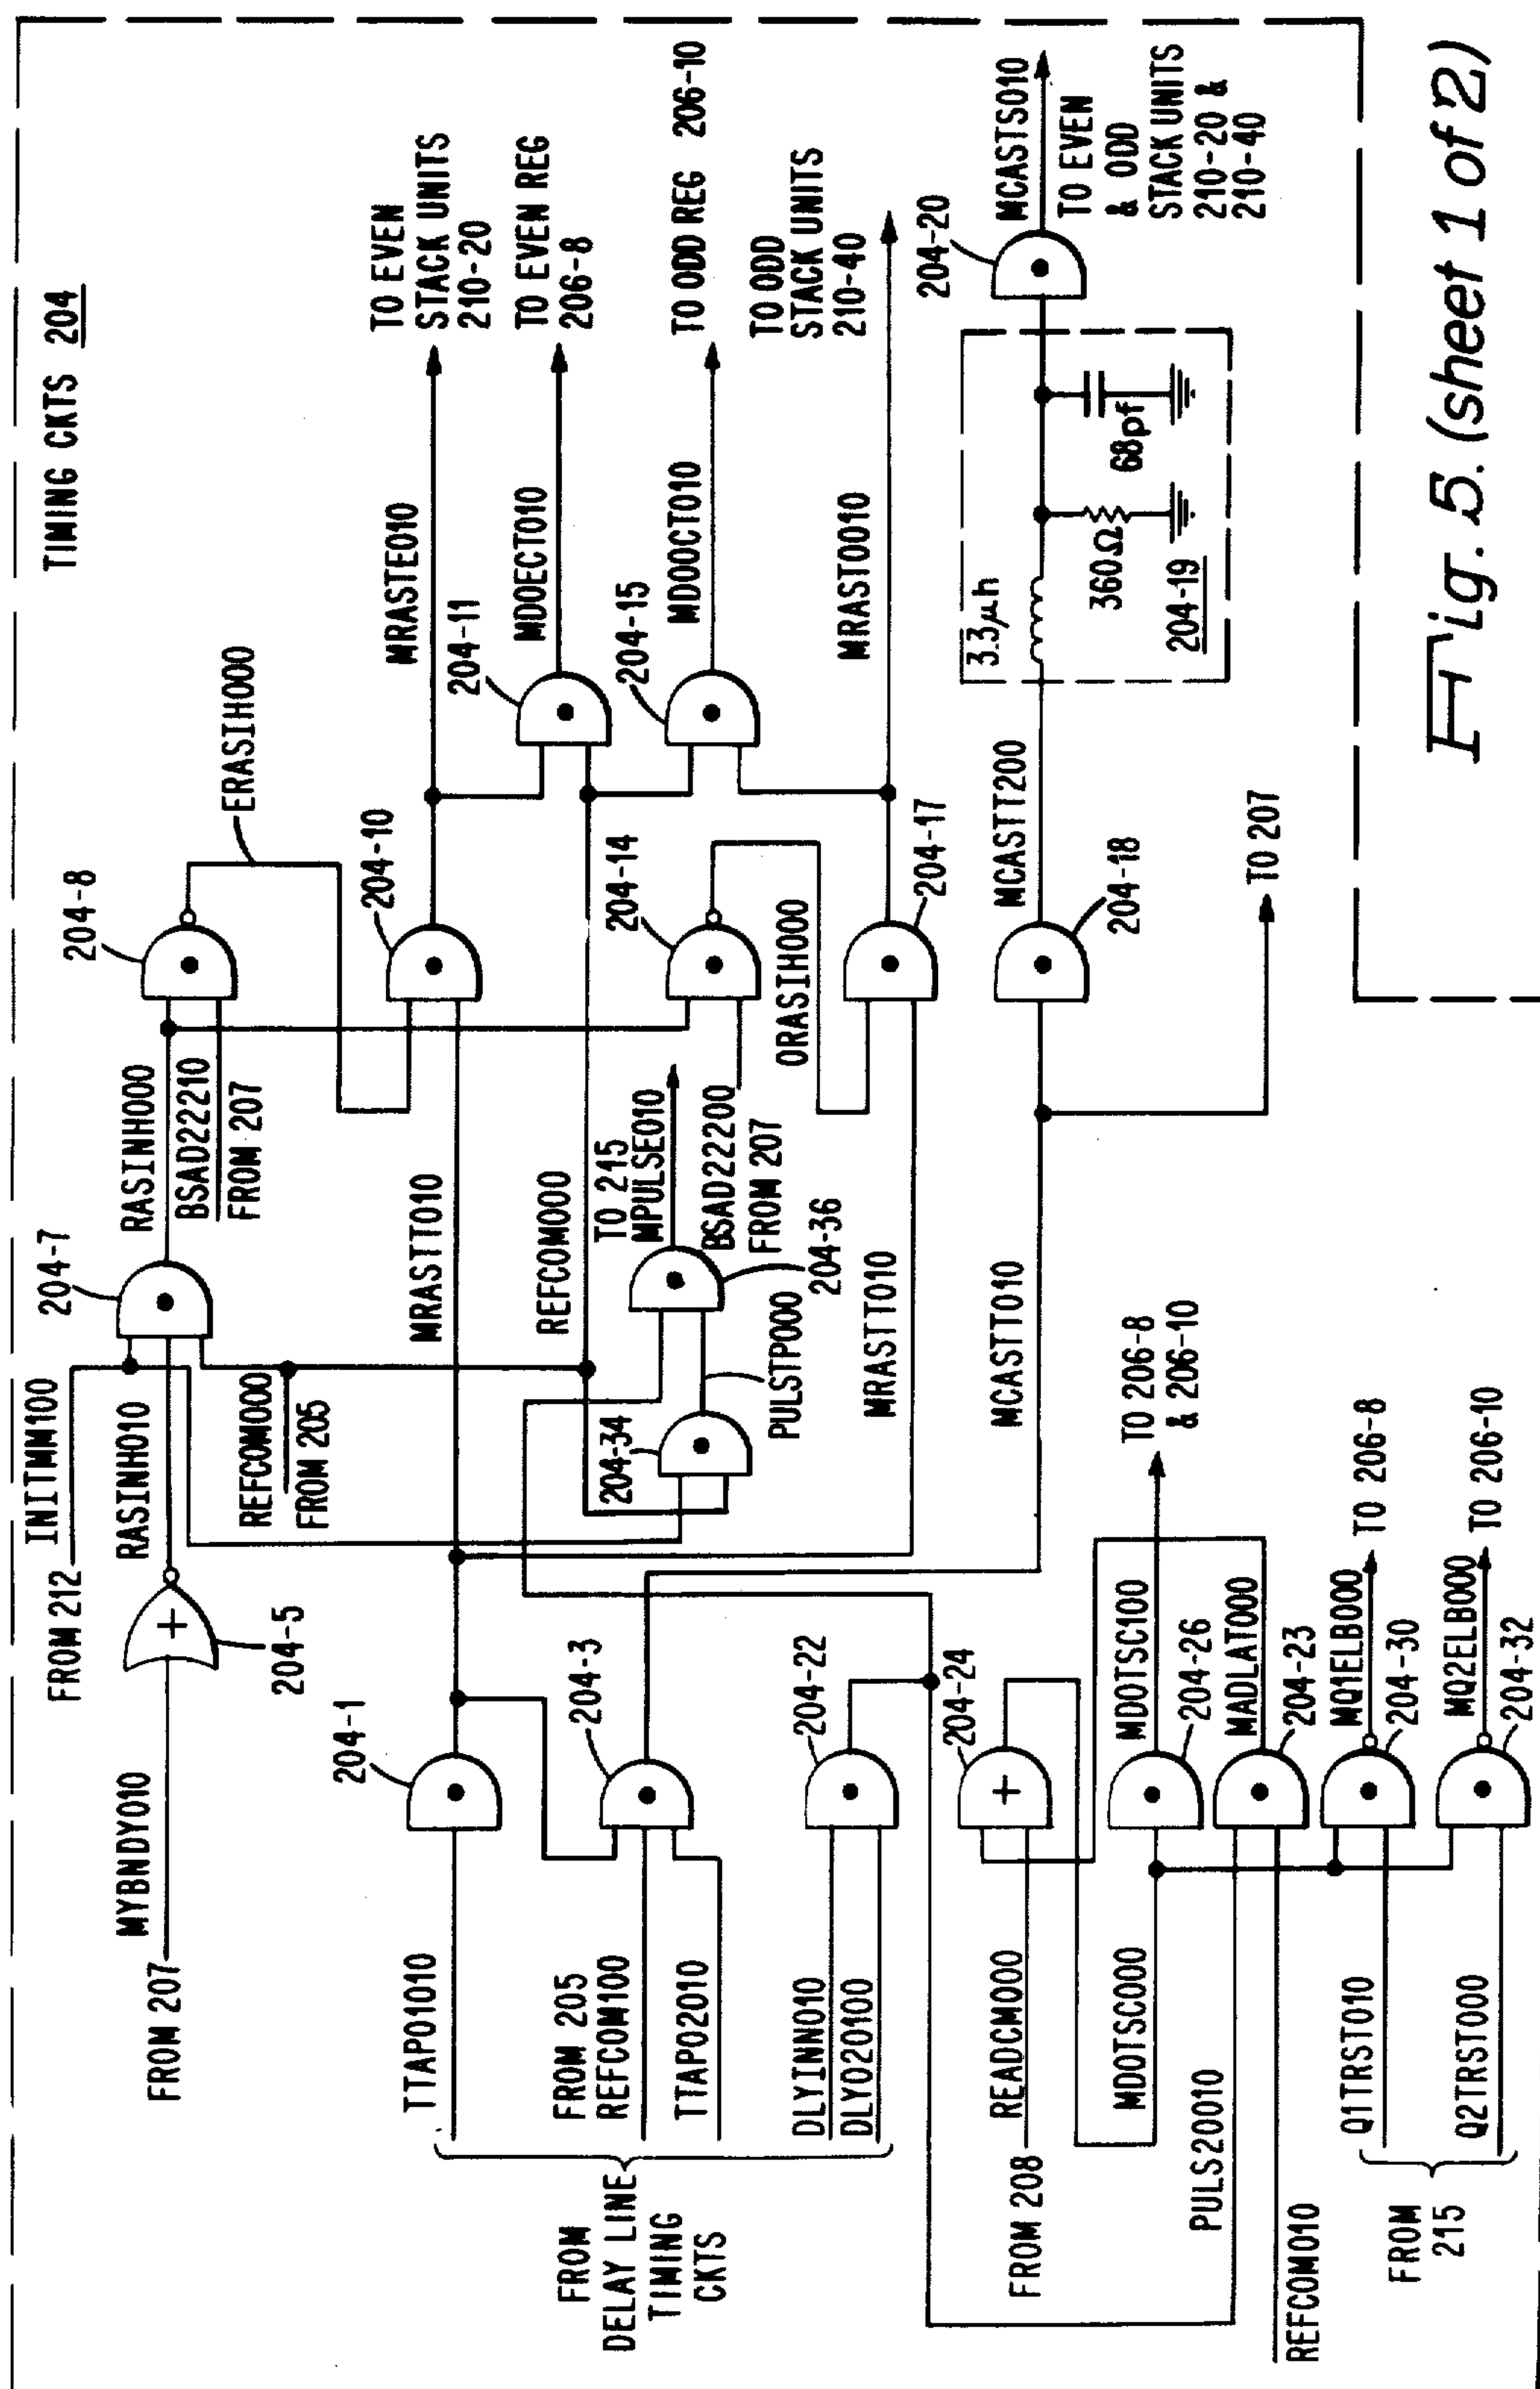 TIMING CKTS 204
FROM 207
MYBNDY010
204-5
FROM 212
INITMM100
RASINH010
REFCOM000
FROM 205
204-7
RASINH000
BSAD22210
FROM 207
204-8
ERASIH000
TTAP01010
204-1
MRASTT010
204-10
MRASTE010
TO EVEN
STACK UNITS
210-20
204-11
MDOECT010
TO EVEN REG
206-8
FROM 205
REFCOM100
TTAP02010
204-3
REFCOM000
204-34
PULSTP000
204-36
TO 215
MPULSE010
BSAD22200
FROM 207
204-14
ORASIH000
204-15
MDOOCT010
TO ODD REG 206-10
TO ODD
STACK UNITS
210-40
MRASTO010
204-17
MRASTT010
DLYINN010
DLY020100
204-22
FROM
DELAY LINE
TIMING
CKTS
MCASTT010
204-18
MCASTT200
TO 207
3.3µh
360Ω
68pf
204-19
204-20
MCASTS010
TO EVEN
& ODD
STACK UNITS
210-20 &
210-40
READCM000
FROM 208
204-24
MDOTSC000
MDOTSC100
204-26
TO 206-8
& 206-10
PULS20010
MADLAT000
204-23
REFCOM010
Q1TRST010
MQ1ELB000
204-30
TO 206-8
Q2TRST000
MQ2ELB000
204-32
TO 206-10
FROM
215
Fig. 5. (sheet 1 of 2)